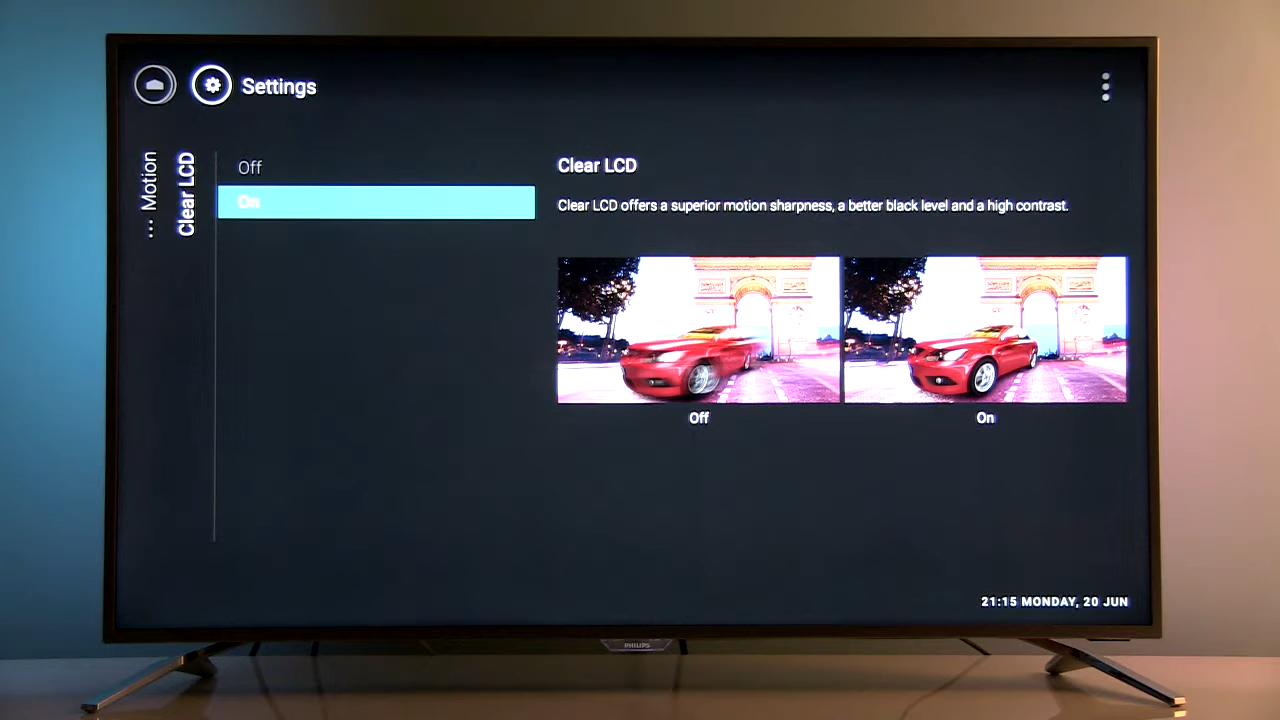 Settings
... Motion
Clear LCD
Off
On
Clear LCD
Clear LCD offers a superior motion sharpness, a better black level and a high contrast.
Off
On
21:15 MONDAY, 20 JUN
PHILIPS